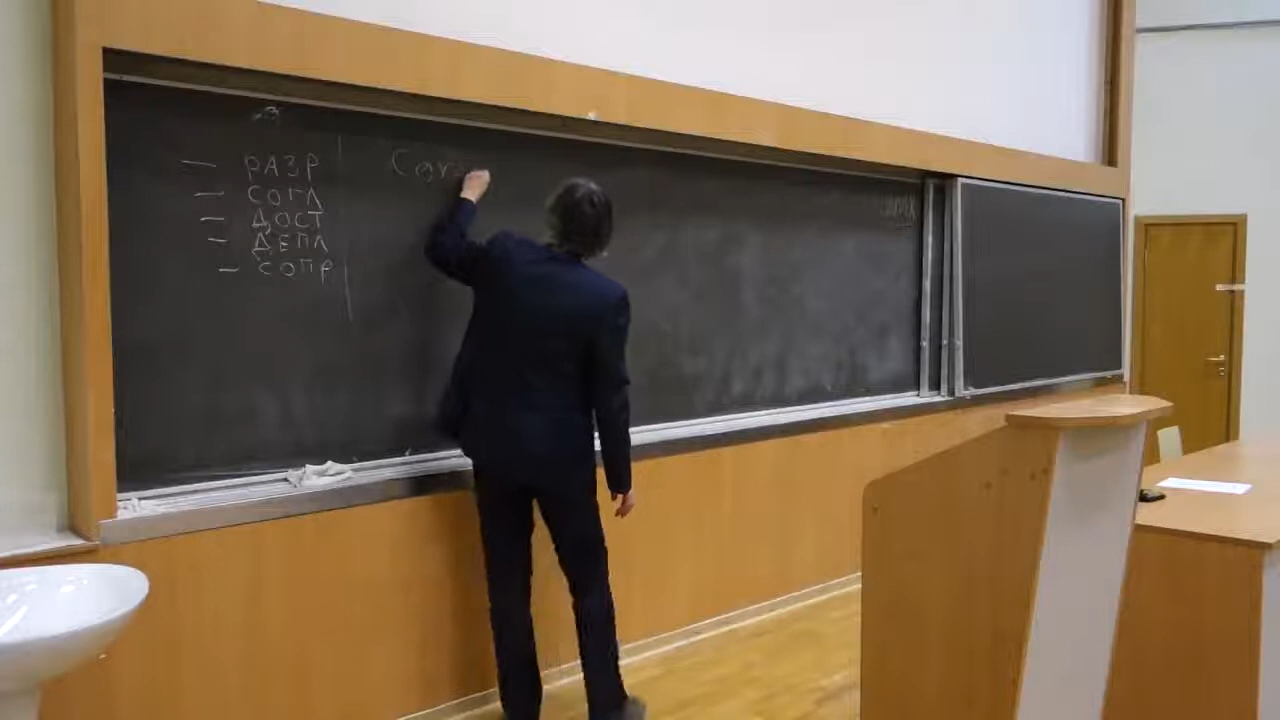 — РАЗР
— СОГЛ
— ДОСТ
— ДЕПЛ
— СОПР